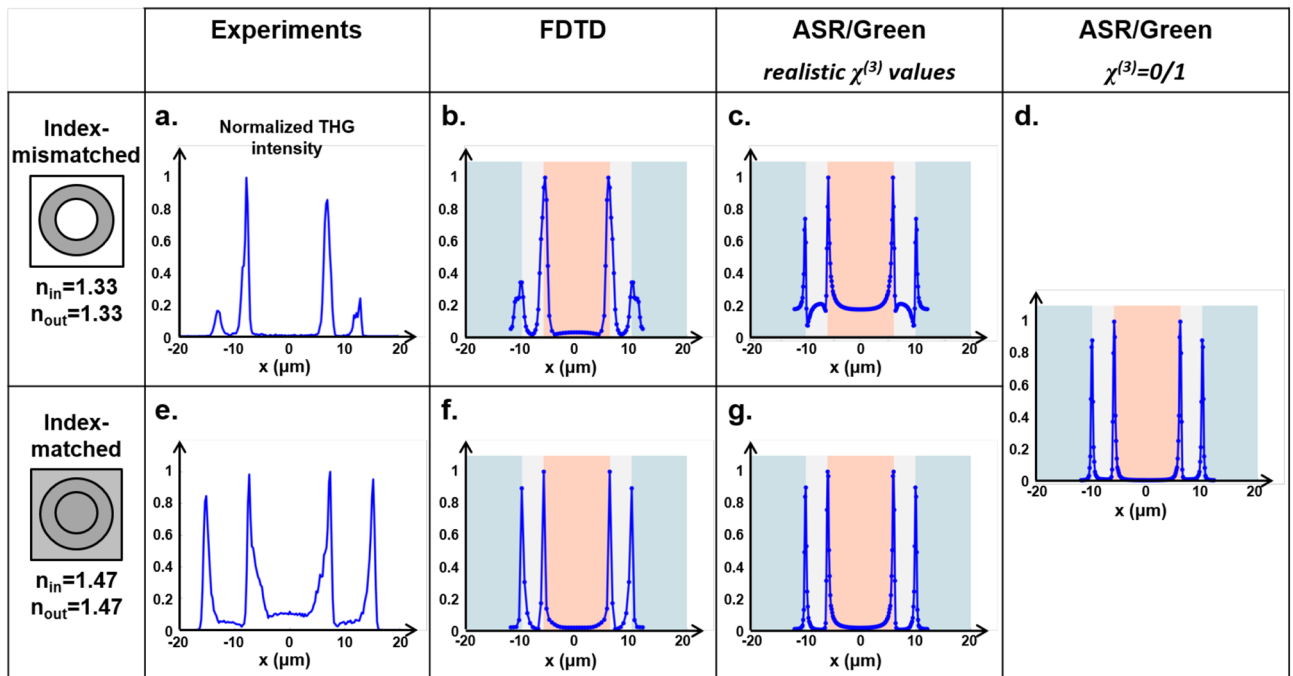 Experiments
FDTD
ASR/Green
realistic χ(3) values
ASR/Green
χ(3)=0/1
Index-
mismatched
nin=1.33
nout=1.33
a.
Normalized THG
intensity
1
0.8
0.6
0.4
0.2
0
-20 -10 0 10 20
x (µm)
b.
1
0.8
0.6
0.4
0.2
0
-20 -10 0 10 20
x (µm)
c.
1
0.8
0.6
0.4
0.2
0
-20 -10 0 10 20
x (µm)
d.
1
0.8
0.6
0.4
0.2
0
-20 -10 0 10 20
x (µm)
Index-
matched
nin=1.47
nout=1.47
e.
1
0.8
0.6
0.4
0.2
0
-20 -10 0 10 20
x (µm)
f.
1
0.8
0.6
0.4
0.2
0
-20 -10 0 10 20
x (µm)
g.
1
0.8
0.6
0.4
0.2
0
-20 -10 0 10 20
x (µm)